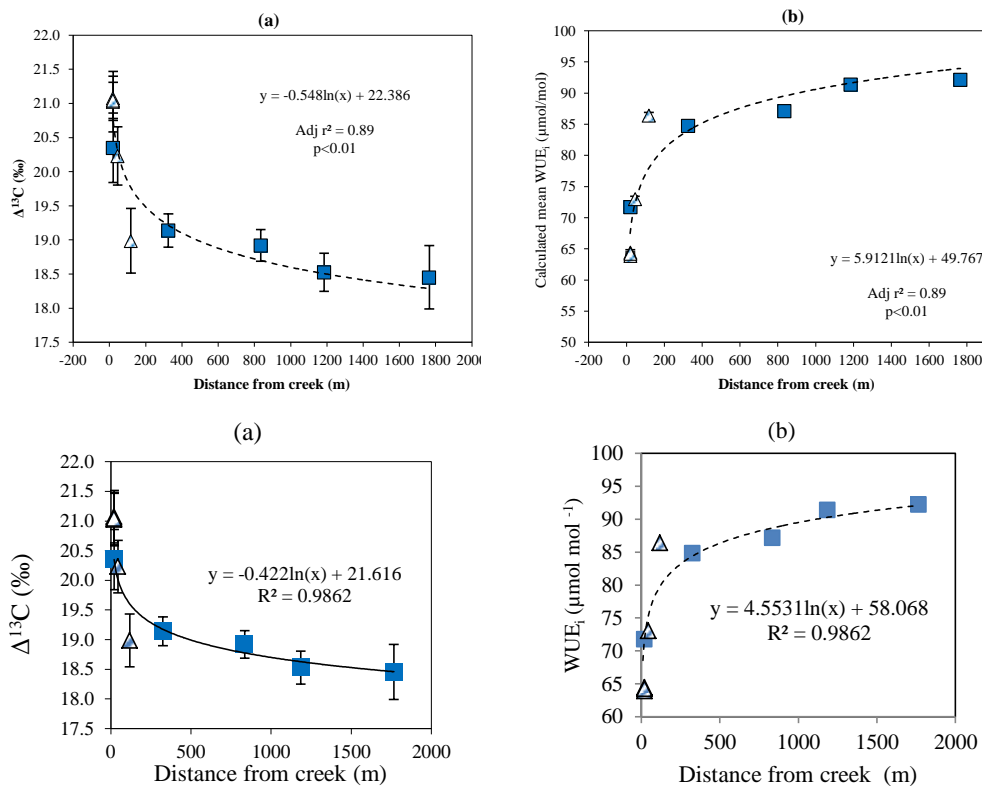 (a)
22.0
21.5
21.0
20.5
20.0
19.5
19.0
18.5
18.0
17.5
Δ¹³C (‰)
y = -0.548ln(x) + 22.386
Adj r² = 0.89
p<0.01
-200 0 200 400 600 800 1000 1200 1400 1600 1800
Distance from creek (m)
(b)
100
95
90
85
80
75
70
65
60
55
50
Calculated mean WUEᵢ (µmol/mol)
y = 5.9121ln(x) + 49.767
Adj r² = 0.89
p<0.01
-200 0 200 400 600 800 1000 1200 1400 1600 1800
Distance from creek (m)
(a)
22.0
21.5
21.0
20.5
20.0
19.5
19.0
18.5
18.0
17.5
Δ¹³C (‰)
y = -0.422ln(x) + 21.616
R² = 0.9862
0 500 1000 1500 2000
Distance from creek (m)
(b)
100
95
90
85
80
75
70
65
60
WUEᵢ (µmol mol ⁻¹)
y = 4.5531ln(x) + 58.068
R² = 0.9862
0 500 1000 1500 2000
Distance from creek (m)